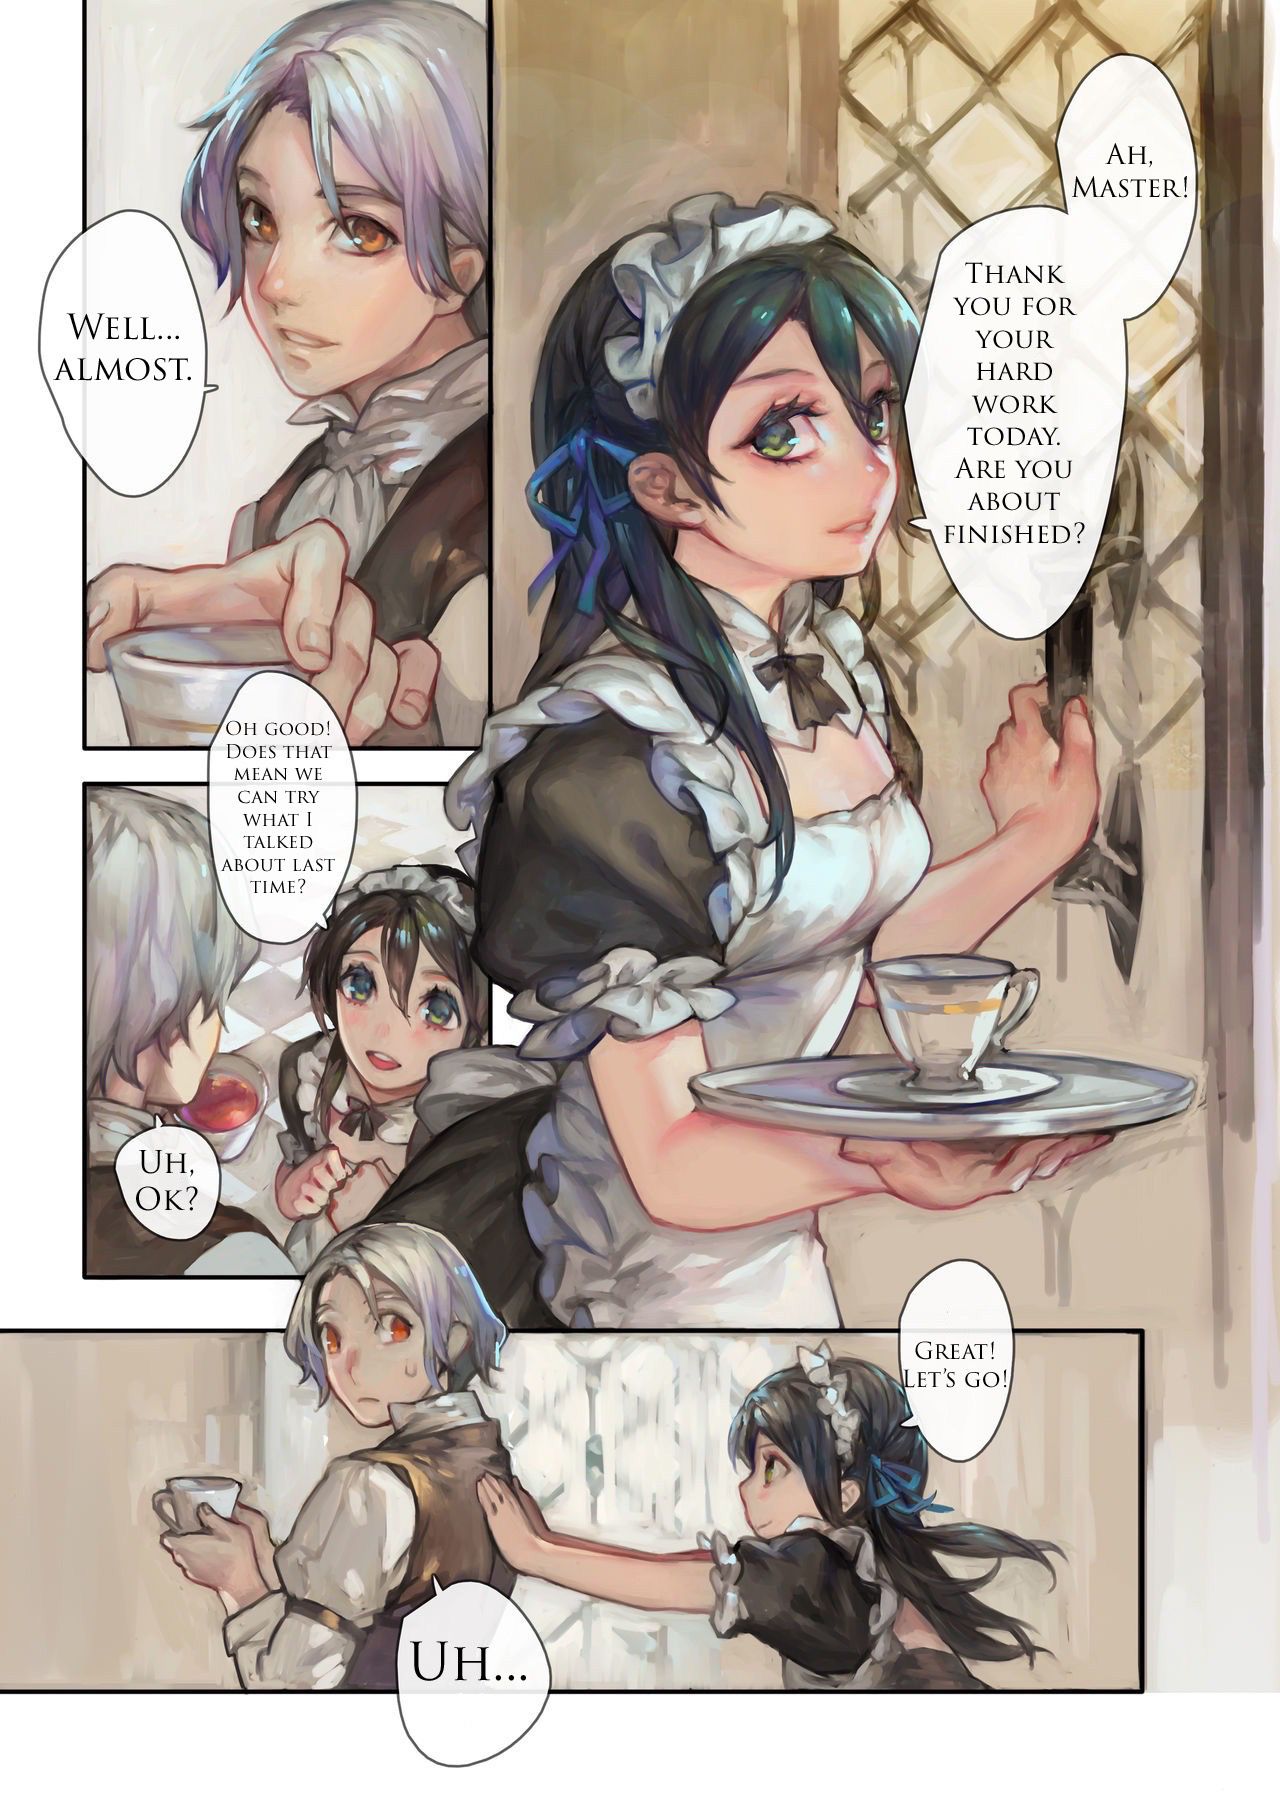 Ah,
Master!
Thank
you for
your
hard
work
today.
Are you
about
finished?
Well...
almost.
Oh good!
Does that
mean we
can try
what I
talked
about last
time?
Uh,
Ok?
Great!
Let's go!
Uh...